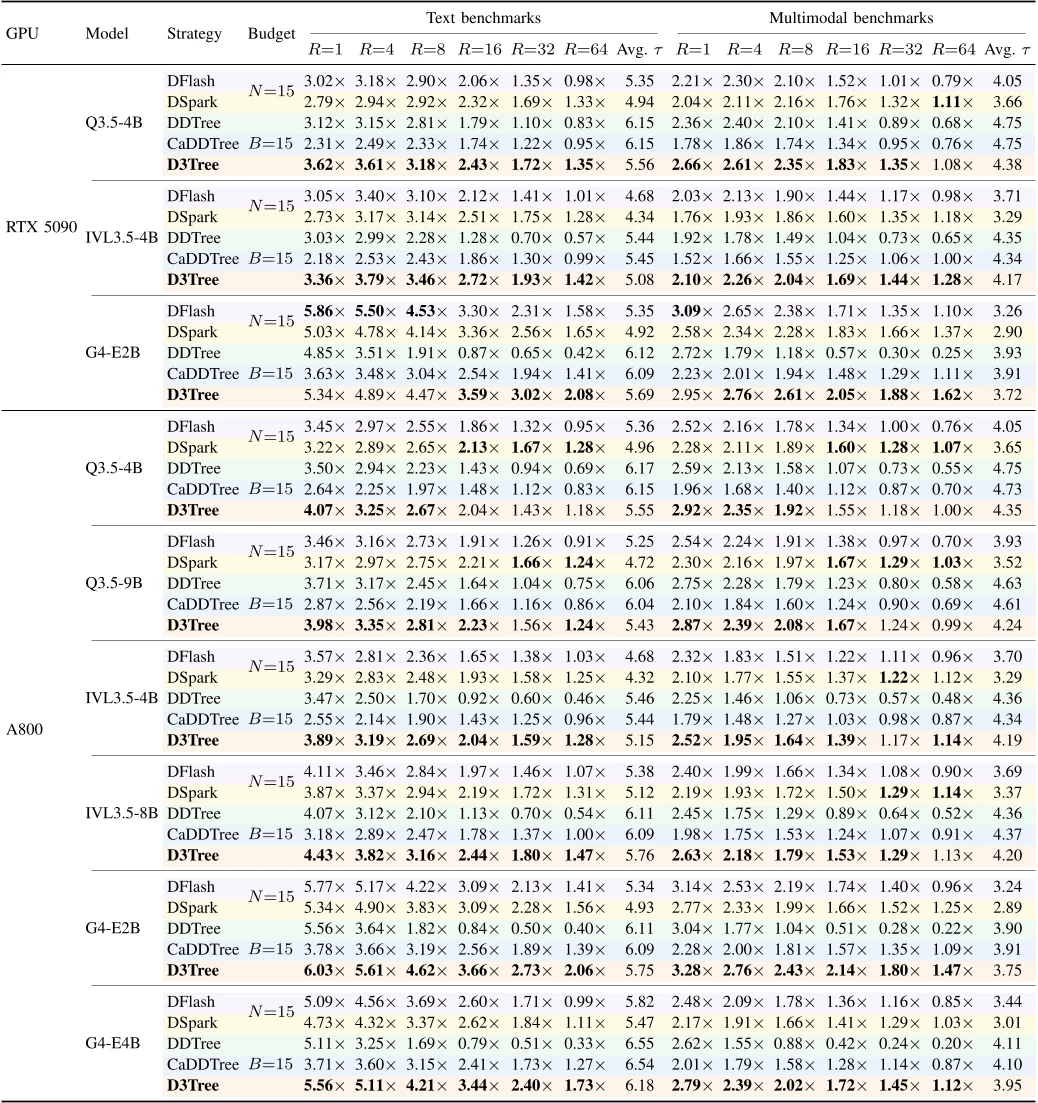 GPU Model Strategy Budget Text benchmarks Multimodal benchmarks
R=1 R=4 R=8 R=16 R=32 R=64 Avg. τ R=1 R=4 R=8 R=16 R=32 R=64 Avg. τ
RTX 5090
Q3.5-4B
N=15
B=15
DFlash 3.02× 3.18× 2.90× 2.06× 1.35× 0.98× 5.35 2.21× 2.30× 2.10× 1.52× 1.01× 0.79× 4.05
DSpark 2.79× 2.94× 2.92× 2.32× 1.69× 1.33× 4.94 2.04× 2.11× 2.16× 1.76× 1.32× 1.11× 3.66
DDTree 3.12× 3.15× 2.81× 1.79× 1.10× 0.83× 6.15 2.36× 2.40× 2.10× 1.41× 0.89× 0.68× 4.75
CaDDTree 2.31× 2.49× 2.33× 1.74× 1.22× 0.95× 6.15 1.78× 1.86× 1.74× 1.34× 0.95× 0.76× 4.75
D3Tree 3.62× 3.61× 3.18× 2.43× 1.72× 1.35× 5.56 2.66× 2.61× 2.35× 1.83× 1.35× 1.08× 4.38
IVL3.5-4B
N=15
B=15
DFlash 3.05× 3.40× 3.10× 2.12× 1.41× 1.01× 4.68 2.03× 2.13× 1.90× 1.44× 1.17× 0.98× 3.71
DSpark 2.73× 3.17× 3.14× 2.51× 1.75× 1.28× 4.34 1.76× 1.93× 1.86× 1.60× 1.35× 1.18× 3.29
DDTree 3.03× 2.99× 2.28× 1.28× 0.70× 0.57× 5.44 1.92× 1.78× 1.49× 1.04× 0.73× 0.65× 4.35
CaDDTree 2.18× 2.53× 2.43× 1.86× 1.30× 0.99× 5.45 1.52× 1.66× 1.55× 1.25× 1.06× 1.00× 4.34
D3Tree 3.36× 3.79× 3.46× 2.72× 1.93× 1.42× 5.08 2.10× 2.26× 2.04× 1.69× 1.44× 1.28× 4.17
G4-E2B
N=15
B=15
DFlash 5.86× 5.50× 4.53× 3.30× 2.31× 1.58× 5.35 3.09× 2.65× 2.38× 1.71× 1.35× 1.10× 3.26
DSpark 5.03× 4.78× 4.14× 3.36× 2.56× 1.65× 4.92 2.58× 2.34× 2.28× 1.83× 1.66× 1.37× 2.90
DDTree 4.85× 3.51× 1.91× 0.87× 0.65× 0.42× 6.12 2.72× 1.79× 1.18× 0.57× 0.30× 0.25× 3.93
CaDDTree 3.63× 3.48× 3.04× 2.54× 1.94× 1.41× 6.09 2.23× 2.01× 1.94× 1.48× 1.29× 1.11× 3.91
D3Tree 5.34× 4.89× 4.47× 3.59× 3.02× 2.08× 5.69 2.95× 2.76× 2.61× 2.05× 1.88× 1.62× 3.72
A800
Q3.5-4B
N=15
B=15
DFlash 3.45× 2.97× 2.55× 1.86× 1.32× 0.95× 5.36 2.52× 2.16× 1.78× 1.34× 1.00× 0.76× 4.05
DSpark 3.22× 2.89× 2.65× 2.13× 1.67× 1.28× 4.96 2.28× 2.11× 1.89× 1.60× 1.28× 1.07× 3.65
DDTree 3.50× 2.94× 2.23× 1.43× 0.94× 0.69× 6.17 2.59× 2.13× 1.58× 1.07× 0.73× 0.55× 4.75
CaDDTree 2.64× 2.25× 1.97× 1.48× 1.12× 0.83× 6.15 1.96× 1.68× 1.40× 1.12× 0.87× 0.70× 4.73
D3Tree 4.07× 3.25× 2.67× 2.04× 1.43× 1.18× 5.55 2.92× 2.35× 1.92× 1.55× 1.18× 1.00× 4.35
Q3.5-9B
N=15
B=15
DFlash 3.46× 3.16× 2.73× 1.91× 1.26× 0.91× 5.25 2.54× 2.24× 1.91× 1.38× 0.97× 0.70× 3.93
DSpark 3.17× 2.97× 2.75× 2.21× 1.66× 1.24× 4.72 2.30× 2.16× 1.97× 1.67× 1.29× 1.03× 3.52
DDTree 3.71× 3.17× 2.45× 1.64× 1.04× 0.75× 6.06 2.75× 2.28× 1.79× 1.23× 0.80× 0.58× 4.63
CaDDTree 2.87× 2.56× 2.19× 1.66× 1.16× 0.86× 6.04 2.10× 1.84× 1.60× 1.24× 0.90× 0.69× 4.61
D3Tree 3.98× 3.35× 2.81× 2.23× 1.56× 1.24× 5.43 2.87× 2.39× 2.08× 1.67× 1.24× 0.99× 4.24
IVL3.5-4B
N=15
B=15
DFlash 3.57× 2.81× 2.36× 1.65× 1.38× 1.03× 4.68 2.32× 1.83× 1.51× 1.22× 1.11× 0.96× 3.70
DSpark 3.29× 2.83× 2.48× 1.93× 1.58× 1.25× 4.32 2.10× 1.77× 1.55× 1.37× 1.22× 1.12× 3.29
DDTree 3.47× 2.50× 1.70× 0.92× 0.60× 0.46× 5.46 2.25× 1.46× 1.06× 0.73× 0.57× 0.48× 4.36
CaDDTree 2.55× 2.14× 1.90× 1.43× 1.25× 0.96× 5.44 1.79× 1.48× 1.27× 1.03× 0.98× 0.87× 4.34
D3Tree 3.89× 3.19× 2.69× 2.04× 1.59× 1.28× 5.15 2.52× 1.95× 1.64× 1.39× 1.17× 1.14× 4.19
IVL3.5-8B
N=15
B=15
DFlash 4.11× 3.46× 2.84× 1.97× 1.46× 1.07× 5.38 2.40× 1.99× 1.66× 1.34× 1.08× 0.90× 3.69
DSpark 3.87× 3.37× 2.94× 2.19× 1.72× 1.31× 5.12 2.19× 1.93× 1.72× 1.50× 1.29× 1.14× 3.37
DDTree 4.07× 3.12× 2.10× 1.13× 0.70× 0.54× 6.11 2.45× 1.75× 1.29× 0.89× 0.64× 0.52× 4.36
CaDDTree 3.18× 2.89× 2.47× 1.78× 1.37× 1.00× 6.09 1.98× 1.75× 1.53× 1.24× 1.07× 0.91× 4.37
D3Tree 4.43× 3.82× 3.16× 2.44× 1.80× 1.47× 5.76 2.63× 2.18× 1.79× 1.53× 1.29× 1.13× 4.20
G4-E2B
N=15
B=15
DFlash 5.77× 5.17× 4.22× 3.09× 2.13× 1.41× 5.34 3.14× 2.53× 2.19× 1.74× 1.40× 0.96× 3.24
DSpark 5.34× 4.90× 3.83× 3.09× 2.28× 1.56× 4.93 2.77× 2.33× 1.99× 1.66× 1.52× 1.25× 2.89
DDTree 5.56× 3.64× 1.82× 0.84× 0.50× 0.40× 6.11 3.04× 1.77× 1.04× 0.51× 0.28× 0.22× 3.90
CaDDTree 3.78× 3.66× 3.19× 2.56× 1.89× 1.39× 6.09 2.28× 2.00× 1.81× 1.57× 1.35× 1.09× 3.91
D3Tree 6.03× 5.61× 4.62× 3.66× 2.73× 2.06× 5.75 3.28× 2.76× 2.43× 2.14× 1.80× 1.47× 3.75
G4-E4B
N=15
B=15
DFlash 5.09× 4.56× 3.69× 2.60× 1.71× 0.99× 5.82 2.48× 2.09× 1.78× 1.36× 1.16× 0.85× 3.44
DSpark 4.73× 4.32× 3.37× 2.62× 1.84× 1.11× 5.47 2.17× 1.91× 1.66× 1.41× 1.29× 1.03× 3.01
DDTree 5.11× 3.25× 1.69× 0.79× 0.51× 0.33× 6.55 2.62× 1.55× 0.88× 0.42× 0.24× 0.20× 4.11
CaDDTree 3.71× 3.60× 3.15× 2.41× 1.73× 1.27× 6.54 2.01× 1.79× 1.58× 1.28× 1.14× 0.87× 4.10
D3Tree 5.56× 5.11× 4.21× 3.44× 2.40× 1.73× 6.18 2.79× 2.39× 2.02× 1.72× 1.45× 1.12× 3.95